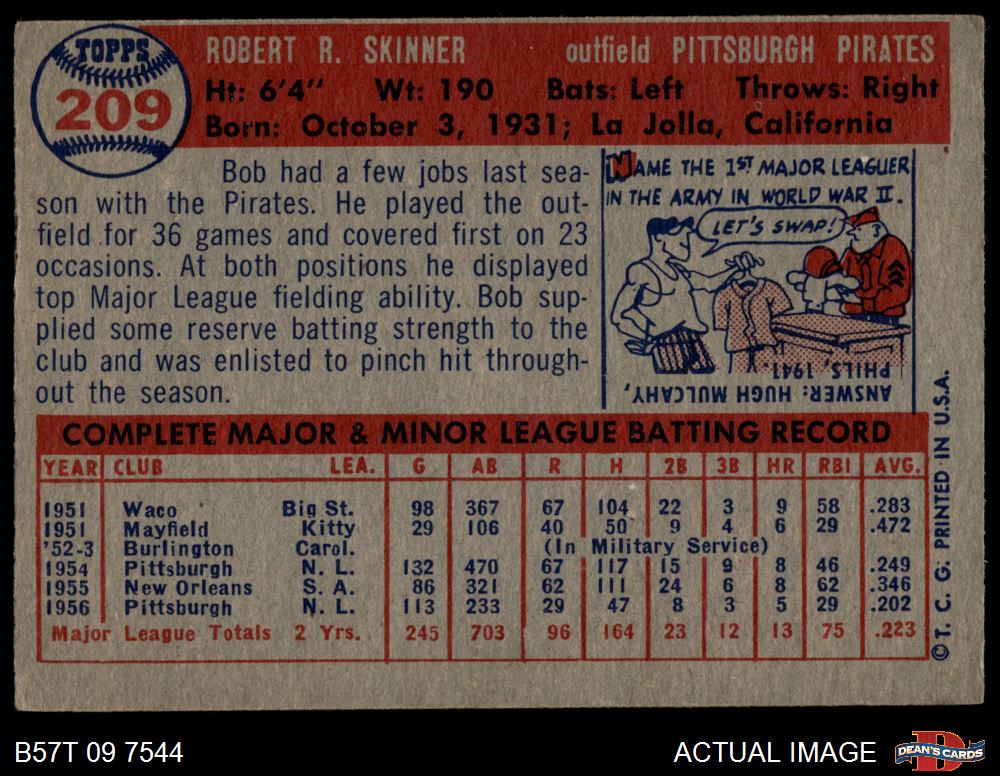 TOPPS
209
ROBERT R. SKINNER outfield PITTSBURGH PIRATES
Ht: 6'4" Wt: 190 Bats: Left Throws: Right
Born: October 3, 1931; La Jolla, California
Bob had a few jobs last sea-
son with the Pirates. He played the out-
field for 36 games and covered first on 23
occasions. At both positions he displayed
top Major League fielding ability. Bob sup-
plied some reserve batting strength to the
club and was enlisted to pinch hit through-
out the season.
NAME THE 1ST MAJOR LEAGUER
IN THE ARMY IN WORLD WAR II.
LET'S SWAP!
ANSWER: HUGH MULCAHY,
PHILS, 1941
COMPLETE MAJOR & MINOR LEAGUE BATTING RECORD
YEAR CLUB LEA. G AB R H 2B 3B HR RBI AVG.
1951 Waco Big St. 98 367 67 104 22 3 9 58 .283
1951 Mayfield Kitty 29 106 40 50 9 4 6 29 .472
'52-3 Burlington Carol. (In Military Service)
1954 Pittsburgh N. L. 132 470 67 117 15 9 8 46 .249
1955 New Orleans S. A. 86 321 62 111 24 6 8 62 .346
1956 Pittsburgh N. L. 113 233 29 47 8 3 5 29 .202
Major League Totals 2 Yrs. 245 703 96 164 23 12 13 75 .223
©T. C. G. PRINTED IN U.S.A.
B57T 09 7544
ACTUAL IMAGE
D
DEAN'S CARDS